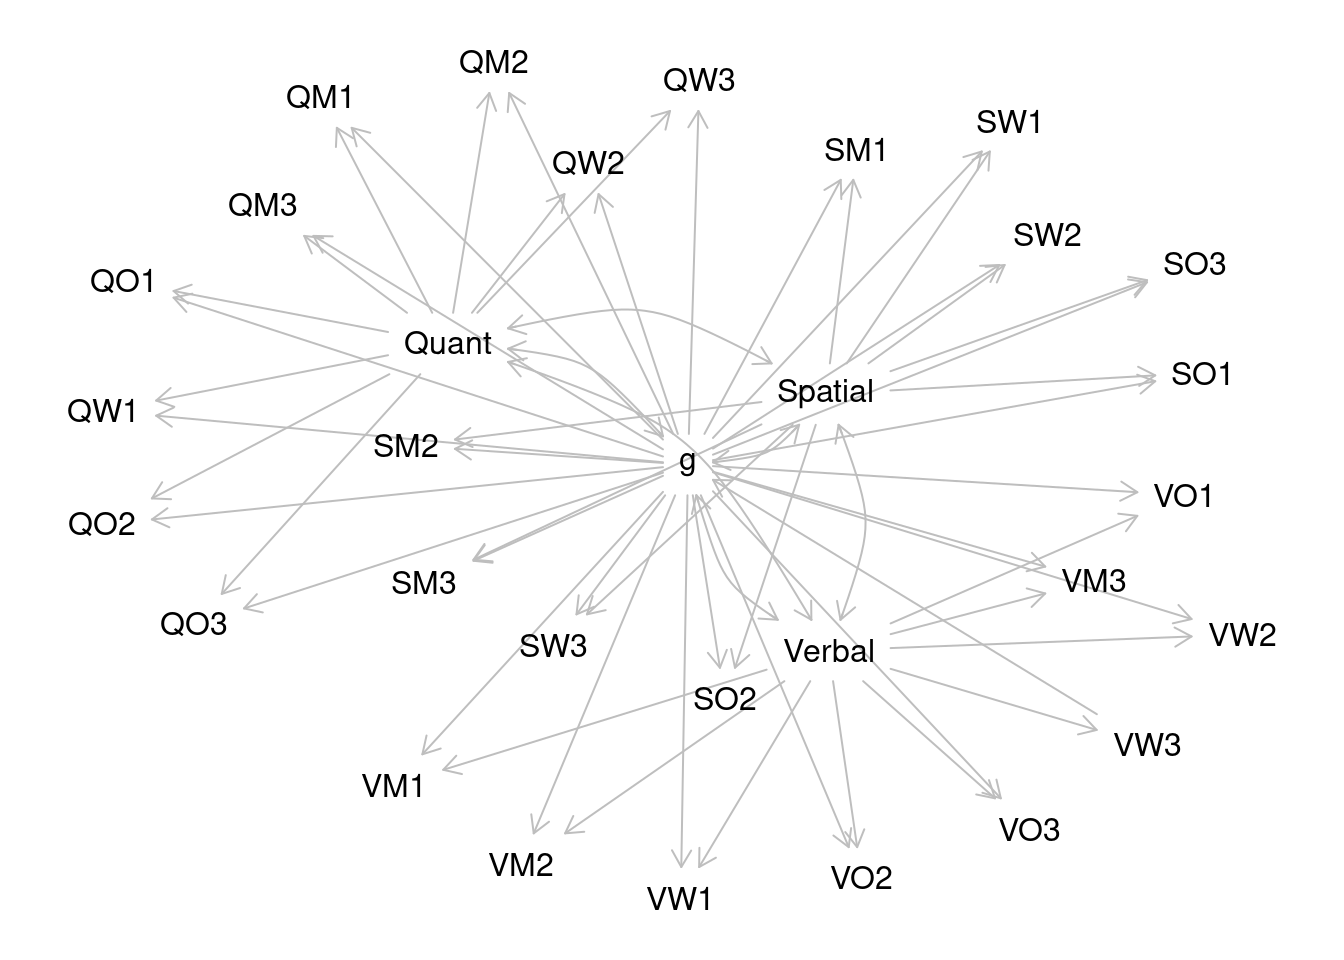 QM2
QW3
QM1
SW1
SM1
QW2
QM3
SW2
SO3
QO1
Quant
SO1
Spatial
QW1
SM2
g
VO1
QO2
VM3
SM3
QO3
VW2
SW3
Verbal
SO2
VW3
VM1
VO3
VM2
VO2
VW1